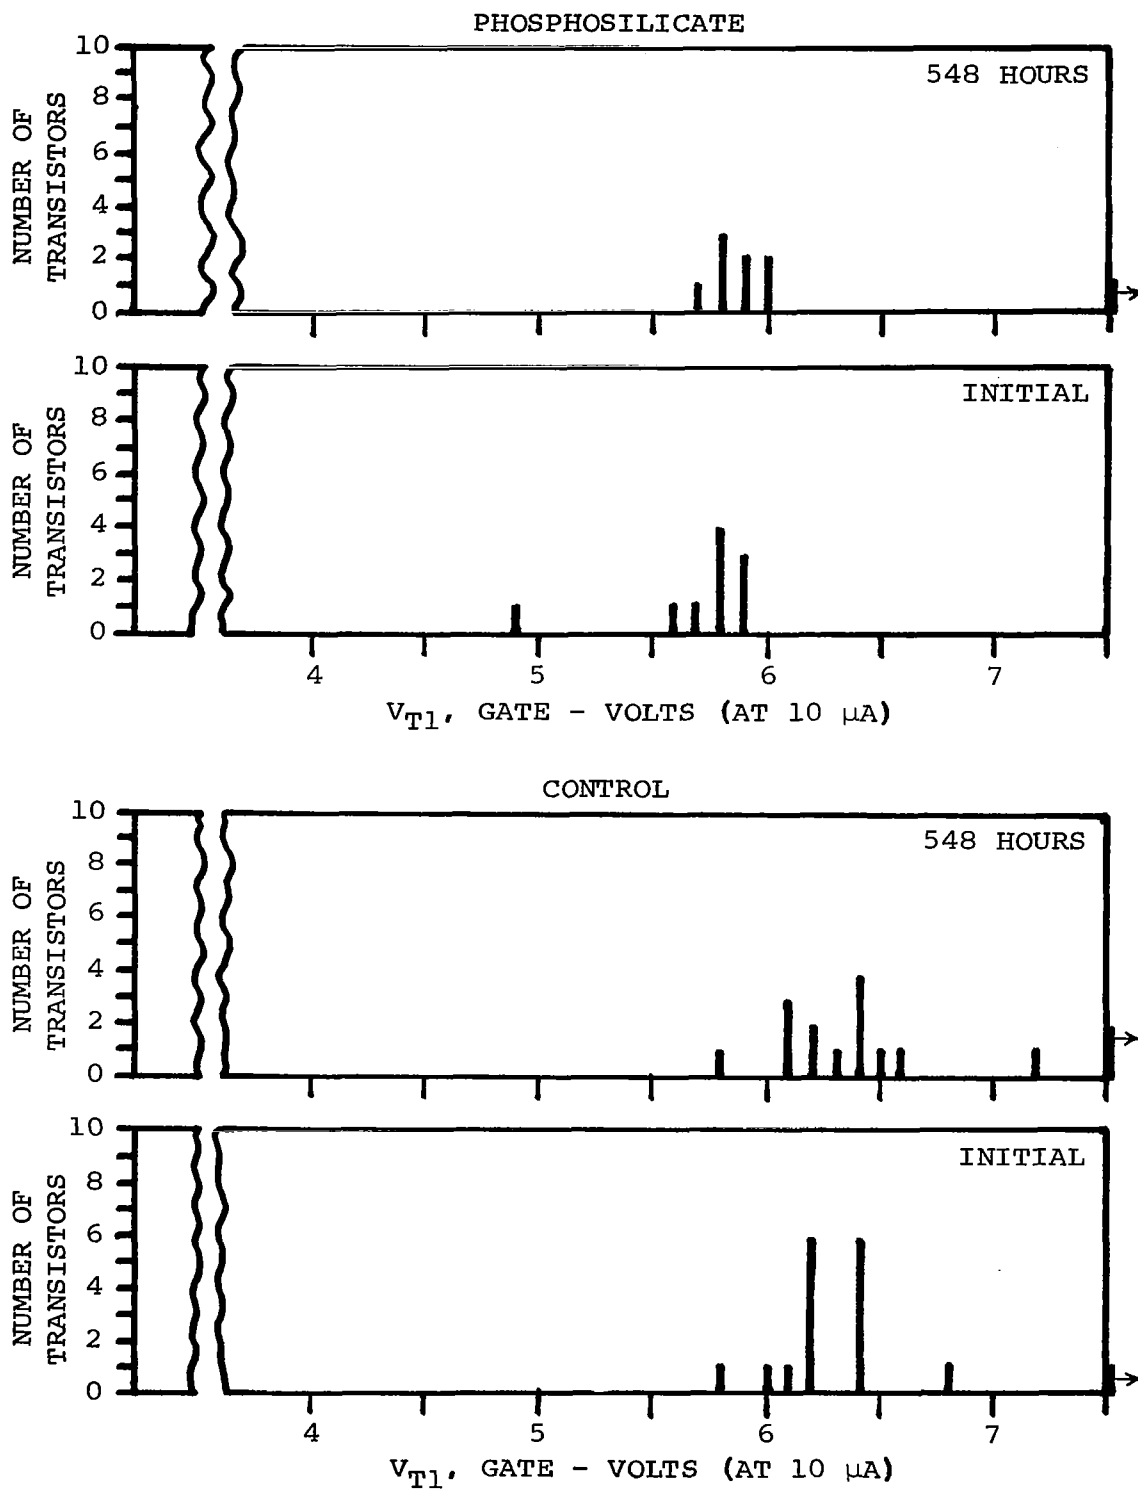 PHOSPHOSILICATE
548 HOURS
NUMBER OF
TRANSISTORS
10
8
6
4
2
0
INITIAL
NUMBER OF
TRANSISTORS
10
8
6
4
2
0
4 5 6 7
VT1, GATE - VOLTS (AT 10 µA)
CONTROL
548 HOURS
NUMBER OF
TRANSISTORS
10
8
6
4
2
0
INITIAL
NUMBER OF
TRANSISTORS
10
8
6
4
2
0
4 5 6 7
VT1, GATE - VOLTS (AT 10 µA)